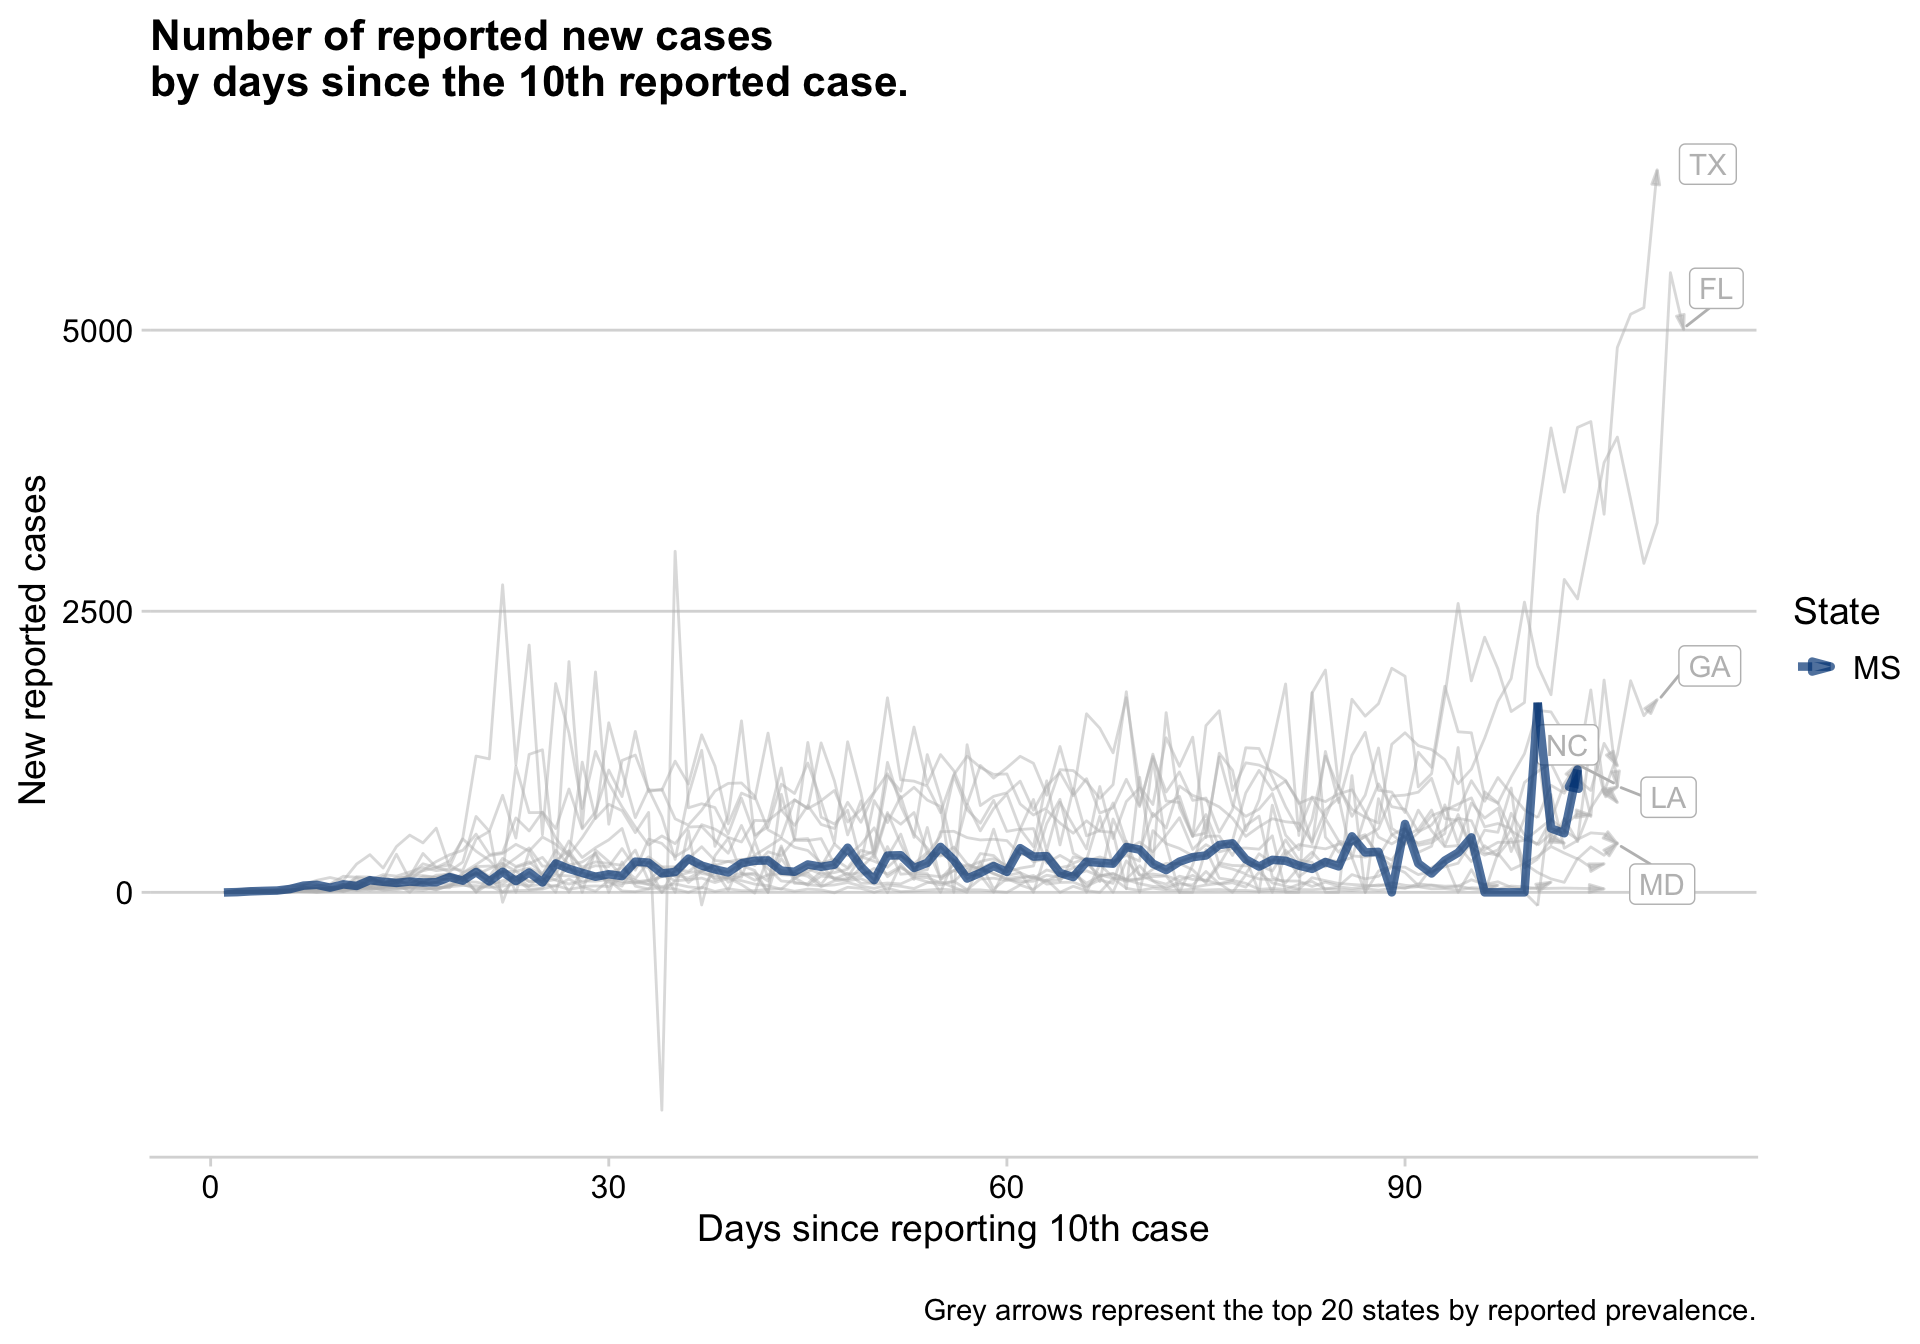 Number of reported new cases
by days since the 10th reported case.
TX
FL
5000
New reported cases
2500
State
MS
GA
NC
LA
MD
0
0
30
60
90
Days since reporting 10th case
Grey arrows represent the top 20 states by reported prevalence.